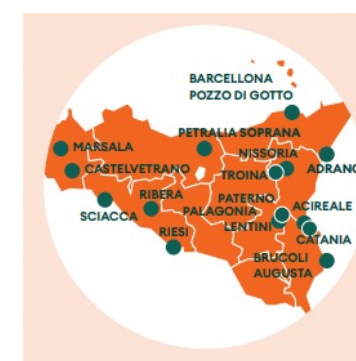 BARCELLONA
POZZO DI GOTTO
PETRALIA SOPRANA
MARSALA
NISSORIA
CASTELVETRANO
TROINA
ADRANO
RIBERA
PATERNO
ACIREALE
SCIACCA
PALAGONIA
LENTINI
RIESI
CATANIA
BRUCOLI
AUGUSTA